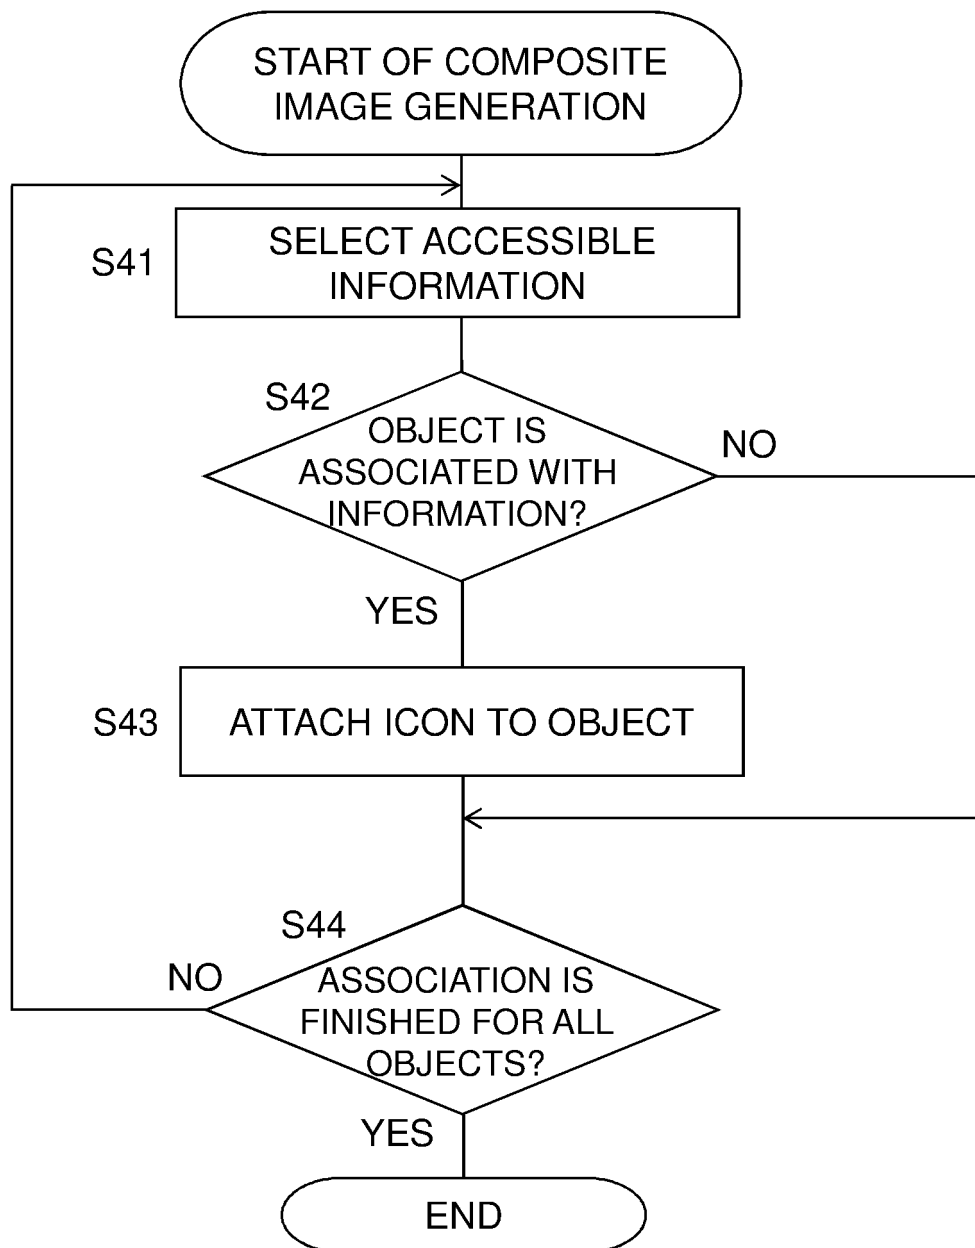 START OF COMPOSITE
IMAGE GENERATION
S41
SELECT ACCESSIBLE
INFORMATION
S42
OBJECT IS
ASSOCIATED WITH
INFORMATION?
NO
YES
S43
ATTACH ICON TO OBJECT
S44
NO
ASSOCIATION IS
FINISHED FOR ALL
OBJECTS?
YES
END